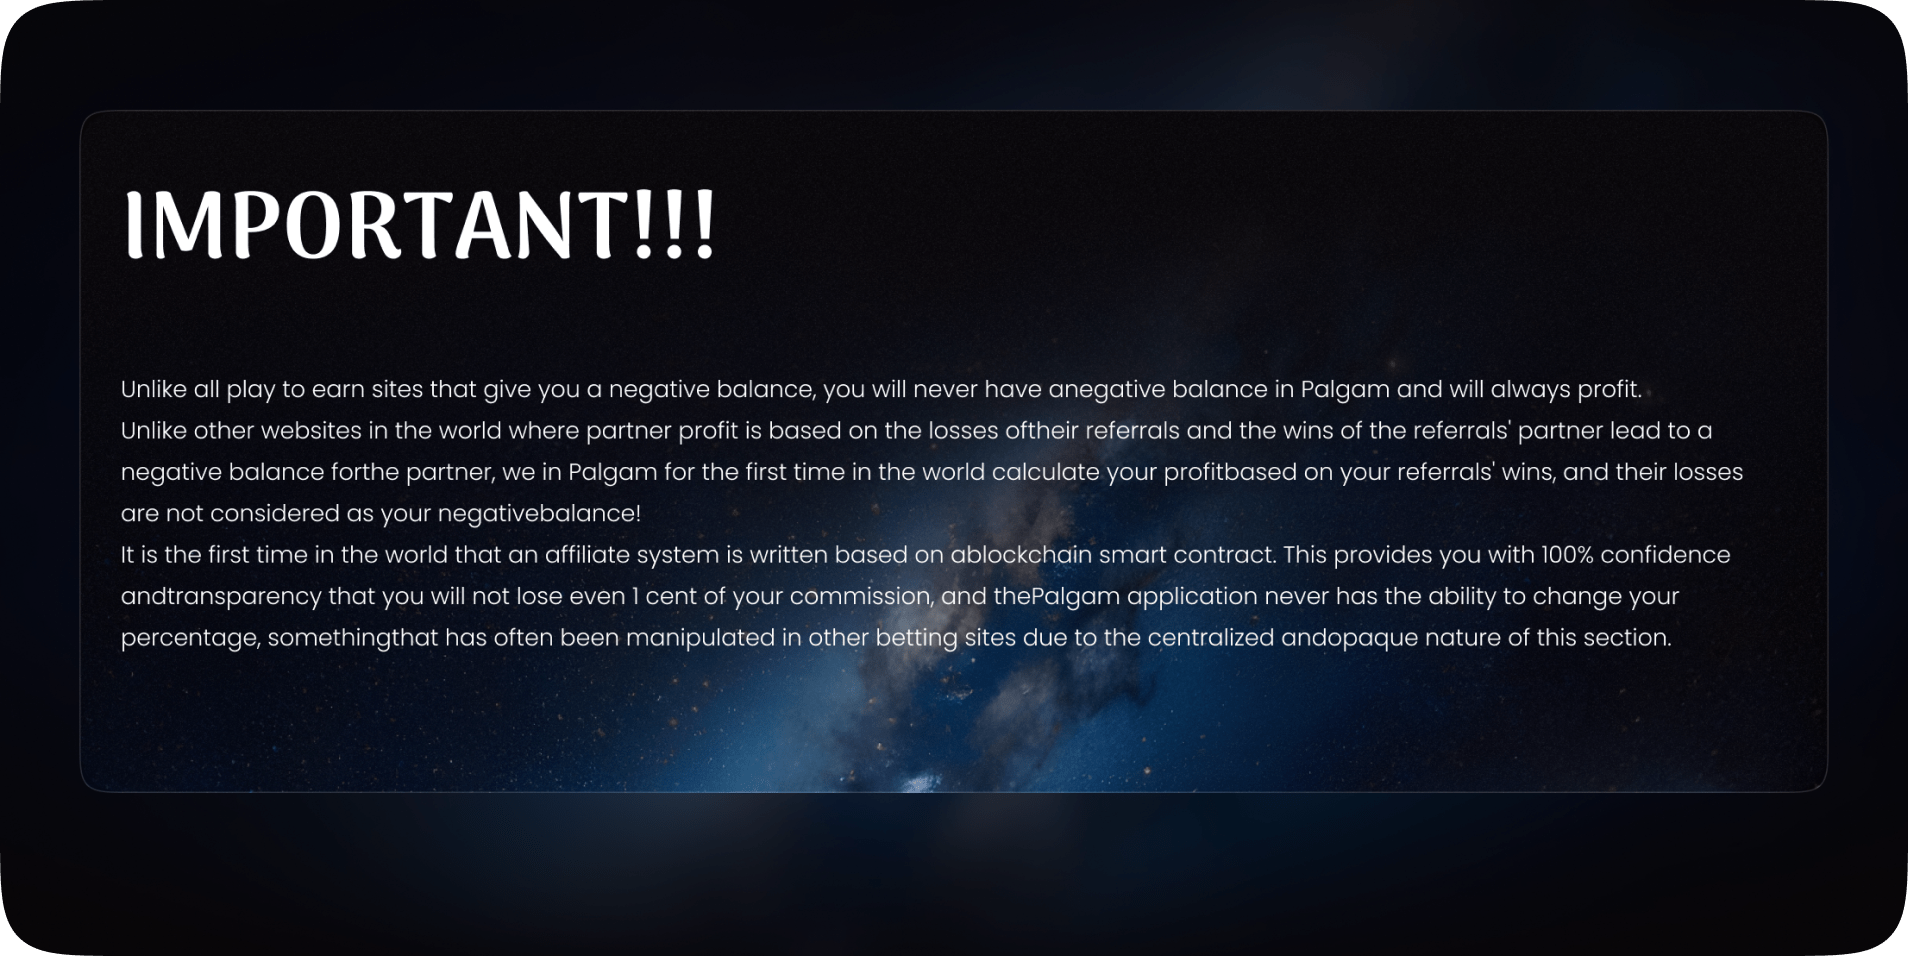 IMPORTANT!!!
Unlike all play to earn sites that give you a negative balance, you will never have anegative balance in Palgam and will always profit.
Unlike other websites in the world where partner profit is based on the losses oftheir referrals and the wins of the referrals' partner lead to a
negative balance forthe partner, we in Palgam for the first time in the world calculate your profitbased on your referrals' wins, and their losses
are not considered as your negativebalance!
It is the first time in the world that an affiliate system is written based on ablockchain smart contract. This provides you with 100% confidence
andtransparency that you will not lose even 1 cent of your commission, and thePalgam application never has the ability to change your
percentage, somethingthat has often been manipulated in other betting sites due to the centralized andopaque nature of this section.